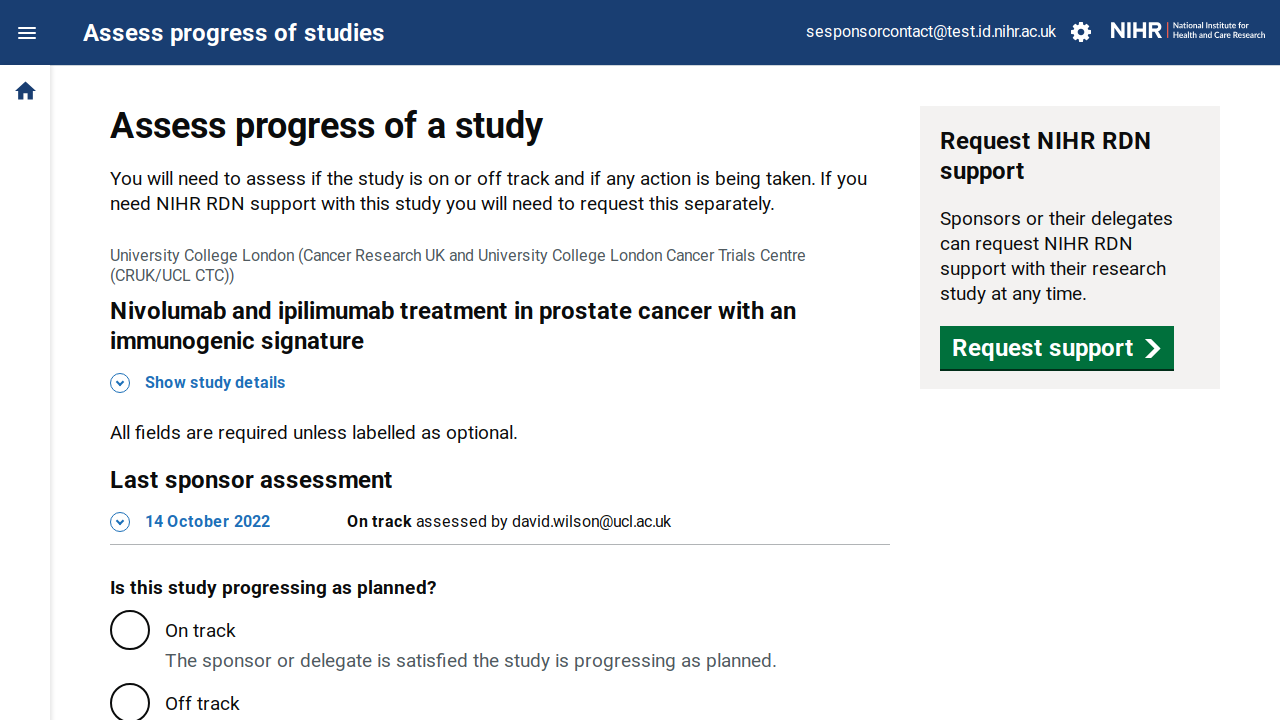 Assess progress of studies
sesponsorcontact@test.id.nihr.ac.uk
NIHR
National Institute for
Health and Care Research
Assess progress of a study
You will need to assess if the study is on or off track and if any action is being taken. If you
need NIHR RDN support with this study you will need to request this separately.
University College London (Cancer Research UK and University College London Cancer Trials Centre
(CRUK/UCL CTC))
Nivolumab and ipilimumab treatment in prostate cancer with an
immunogenic signature
Show study details
All fields are required unless labelled as optional.
Last sponsor assessment
14 October 2022 On track assessed by david.wilson@ucl.ac.uk
Is this study progressing as planned?
On track
The sponsor or delegate is satisfied the study is progressing as planned.
Off track
Request NIHR RDN
support
Sponsors or their delegates
can request NIHR RDN
support with their research
study at any time.
Request support